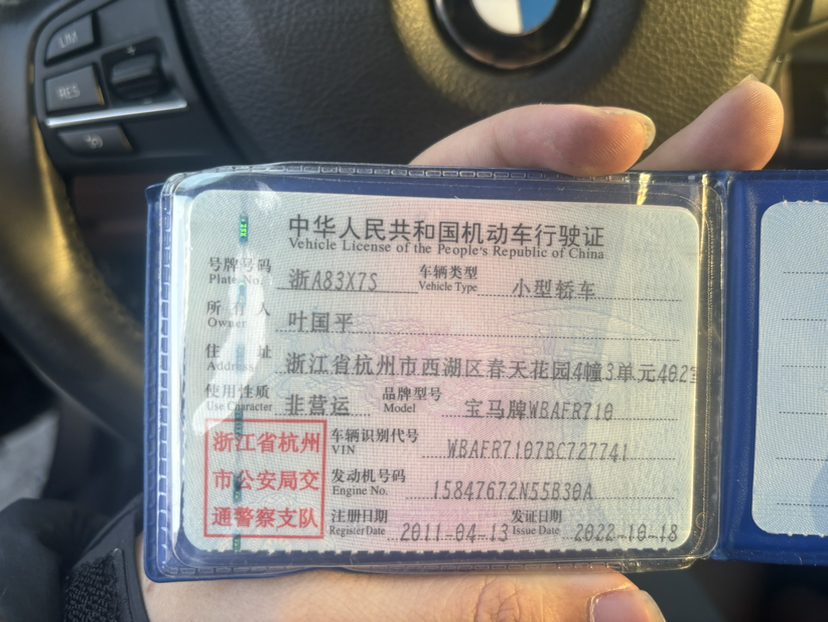 LIM
RES
中华人民共和国机动车行驶证
Vehicle License of the People's Republic of China
号牌号码 浙A83X7S 车辆类型 小型轿车
Plate No. Vehicle Type
所有人 叶国平
Owner
住址 浙江省杭州市西湖区春天花园4幢3单元402室
Address
使用性质 非营运 品牌型号 宝马牌WBAFR710
Use Character Model
浙江省杭州
市公安局交
通警察支队
车辆识别代号 WBAFR7107BC727741
VIN
发动机号码 15847672N55B30A
Engine No.
注册日期 2011-04-13 发证日期 2022-10-18
Register Date Issue Date